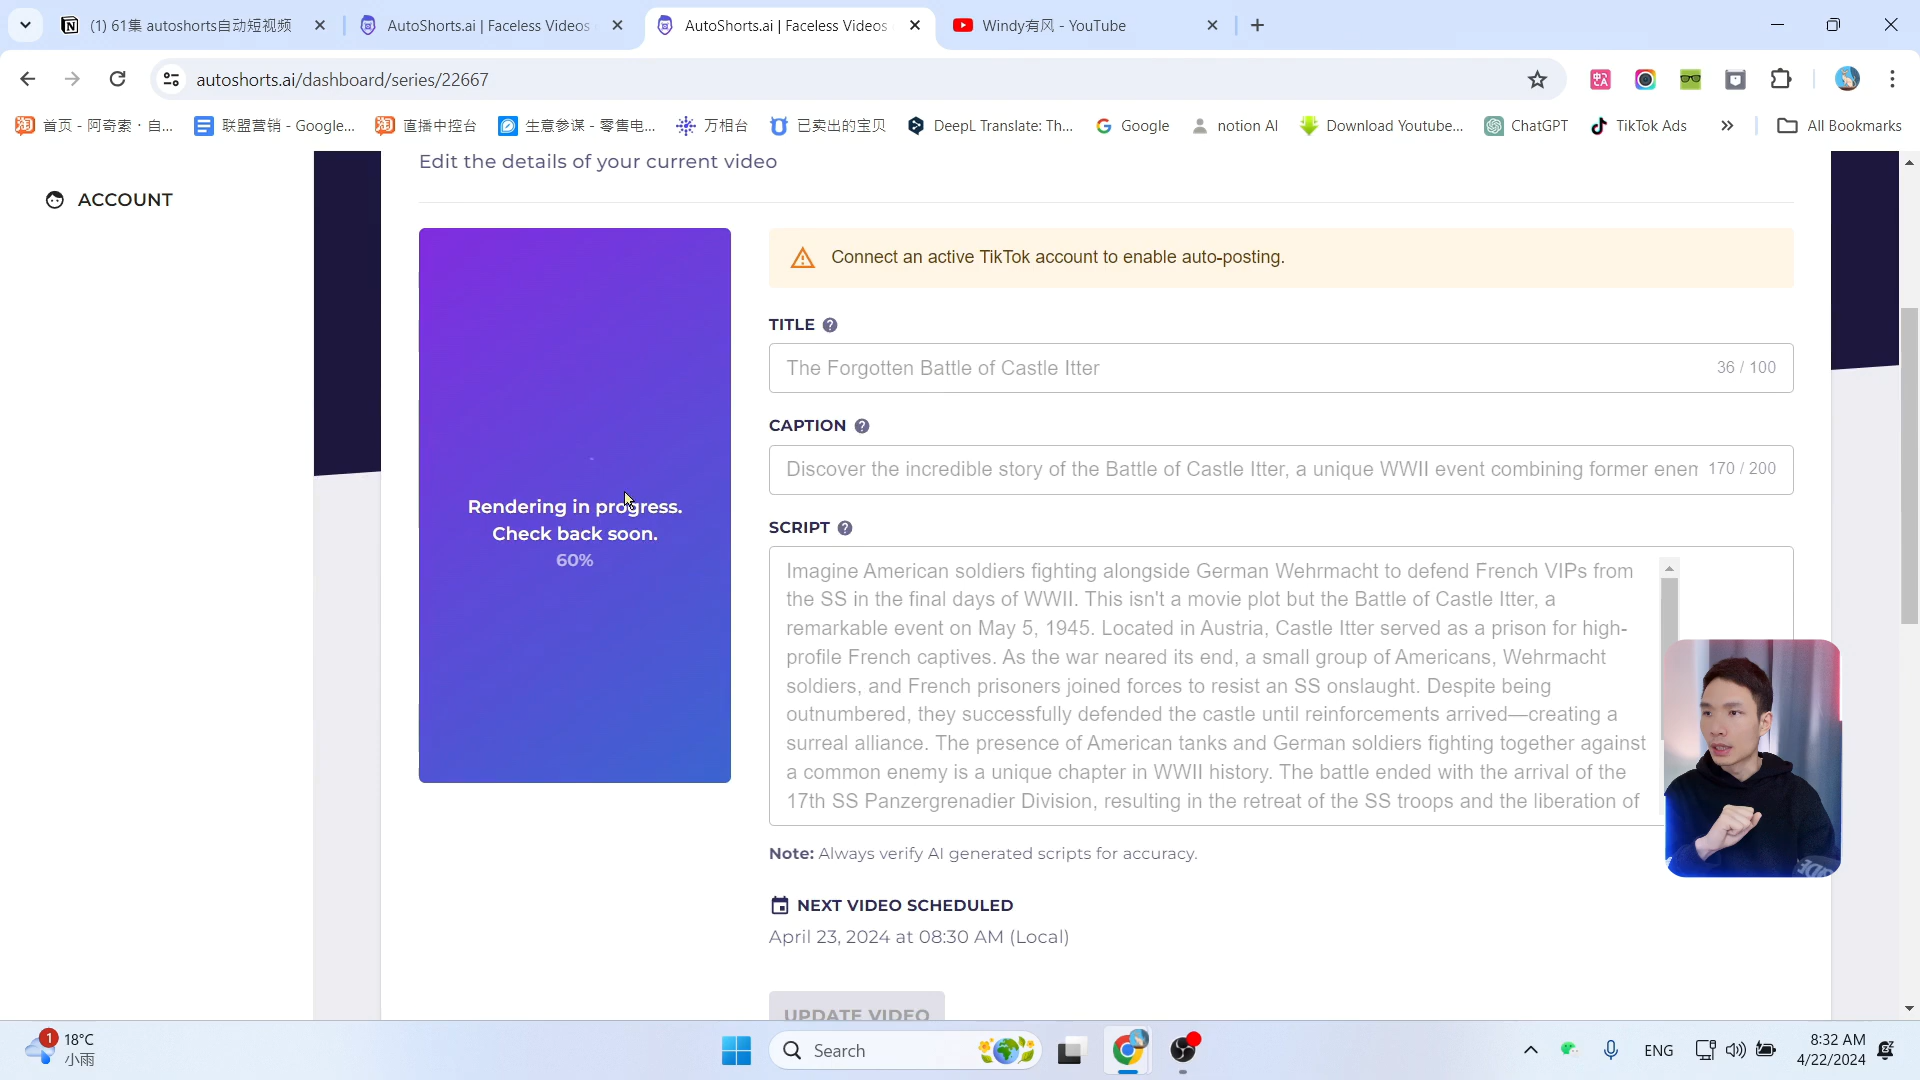 (1) 61集 autoshorts自动短视频
AutoShorts.ai | Faceless Videos
AutoShorts.ai | Faceless Videos
Windy有风 - YouTube
autoshorts.ai/dashboard/series/22667
首页 - 阿奇索 · 自...
联盟营销 - Google...
直播中控台
生意参谋 - 零售电...
万相台
已卖出的宝贝
DeepL Translate: Th...
Google
notion AI
Download Youtube...
ChatGPT
TikTok Ads
All Bookmarks
ACCOUNT
Edit the details of your current video
Rendering in progress.
Check back soon.
60%
Connect an active TikTok account to enable auto-posting.
TITLE
The Forgotten Battle of Castle Itter
36 / 100
CAPTION
Discover the incredible story of the Battle of Castle Itter, a unique WWII event combining former enen
170 / 200
SCRIPT
Imagine American soldiers fighting alongside German Wehrmacht to defend French VIPs from
the SS in the final days of WWII. This isn't a movie plot but the Battle of Castle Itter, a
remarkable event on May 5, 1945. Located in Austria, Castle Itter served as a prison for high-
profile French captives. As the war neared its end, a small group of Americans, Wehrmacht
soldiers, and French prisoners joined forces to resist an SS onslaught. Despite being
outnumbered, they successfully defended the castle until reinforcements arrived—creating a
surreal alliance. The presence of American tanks and German soldiers fighting together against
a common enemy is a unique chapter in WWII history. The battle ended with the arrival of the
17th SS Panzergrenadier Division, resulting in the retreat of the SS troops and the liberation of
Note: Always verify AI generated scripts for accuracy.
NEXT VIDEO SCHEDULED
April 23, 2024 at 08:30 AM (Local)
UPDATE VIDEO
1
18°C
小雨
Search
ENG
8:32 AM
4/22/2024